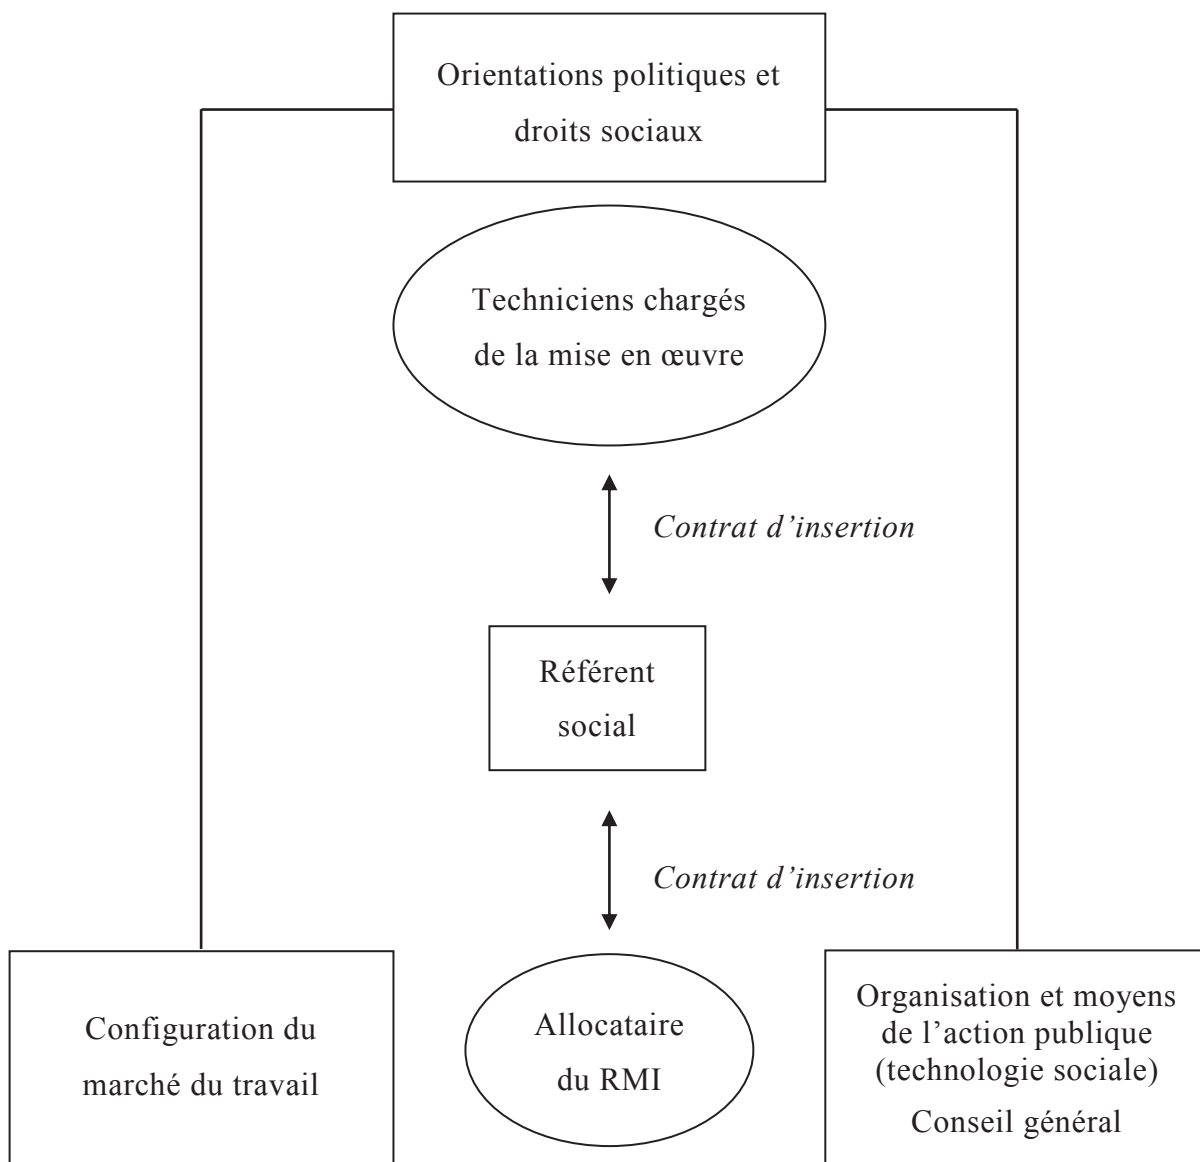 Orientations politiques et
droits sociaux
Techniciens chargés
de la mise en œuvre
Contrat d’insertion
Référent
social
Contrat d’insertion
Configuration du
marché du travail
Allocataire
du RMI
Organisation et moyens
de l’action publique
(technologie sociale)
Conseil général